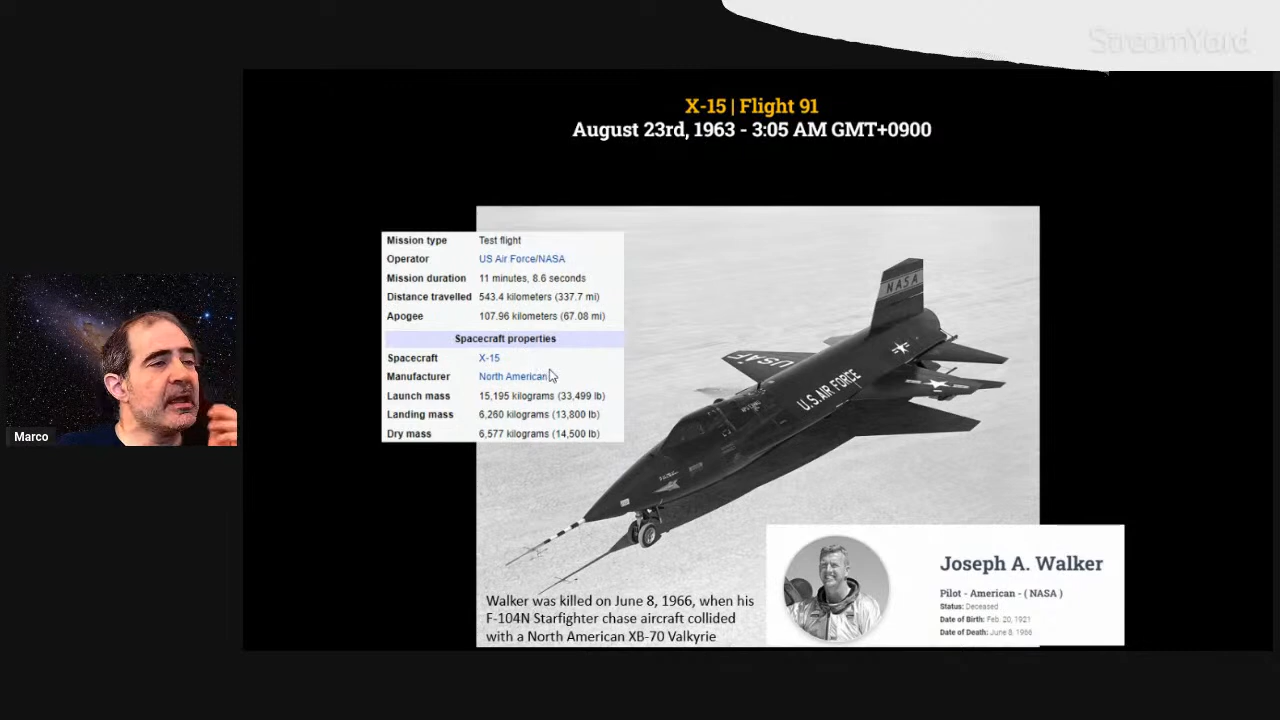 StreamYard
X-15 | Flight 91
August 23rd, 1963 - 3:05 AM GMT+0900
Mission type Test flight
Operator US Air Force/NASA
Mission duration 11 minutes, 8.6 seconds
Distance travelled 543.4 kilometers (337.7 mi)
Apogee 107.96 kilometers (67.08 mi)
Spacecraft properties
Spacecraft X-15
Manufacturer North American
Launch mass 15,195 kilograms (33,499 lb)
Landing mass 6,260 kilograms (13,800 lb)
Dry mass 6,577 kilograms (14,500 lb)
NASA
USAF
U.S. AIR FORCE
Marco
Walker was killed on June 8, 1966, when his
F-104N Starfighter chase aircraft collided
with a North American XB-70 Valkyrie
Joseph A. Walker
Pilot - American - ( NASA )
Status: Deceased
Date of Birth: Feb. 20, 1921
Date of Death: June 8, 1966